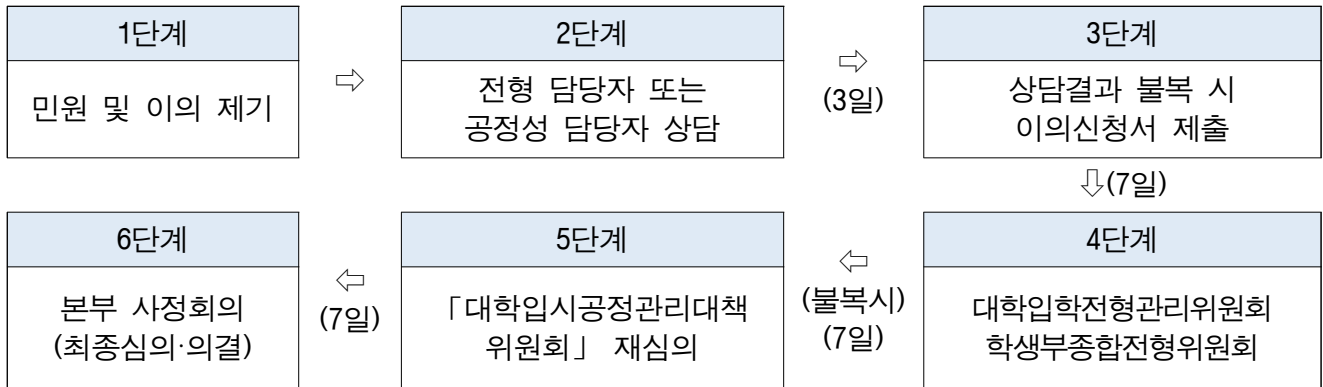 1단계
민원 및 이의 제기
⇨
2단계
전형 담당자 또는
공정성 담당자 상담
⇨
(3일)
3단계
상담결과 불복 시
이의신청서 제출
⇩(7일)
4단계
대학입학전형관리위원회
학생부종합전형위원회
⇦
(불복시)
(7일)
5단계
「대학입시공정관리대책
위원회」 재심의
⇦
(7일)
6단계
본부 사정회의
(최종심의·의결)